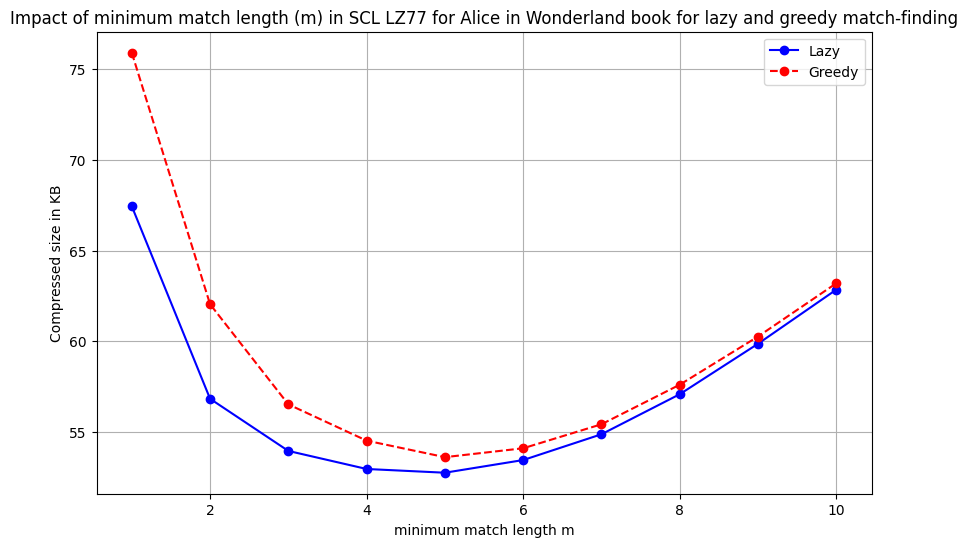 Impact of minimum match length (m) in SCL LZ77 for Alice in Wonderland book for lazy and greedy match-finding
Lazy
Greedy
75
70
65
60
55
Compressed size in KB
2 4 6 8 10
minimum match length m